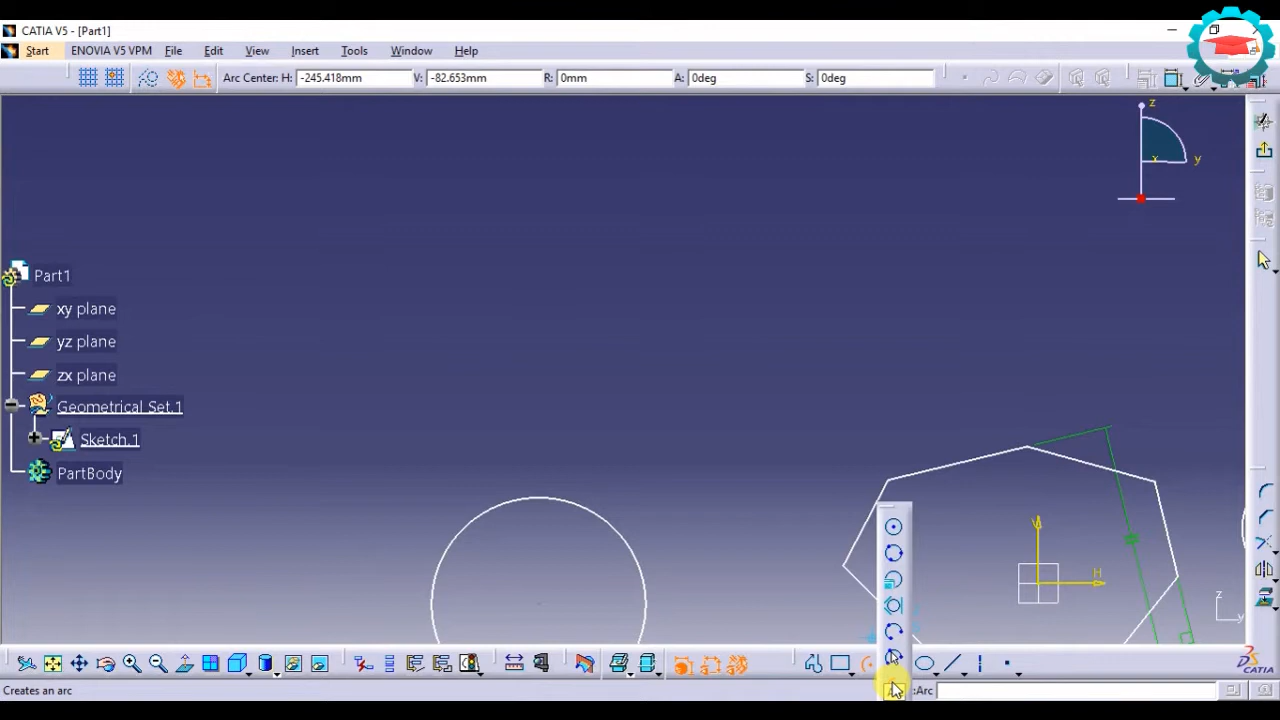 CATIA V5 - [Part1]
Start ENOVIA V5 VPM File Edit View Insert Tools Window Help
Arc Center: H: -245.418mm V: -82.653mm R: 0mm A: 0deg S: 0deg
z
x y
Part1
xy plane
yz plane
zx plane
Geometrical Set.1
Sketch.1
PartBody
V
H
z
y
CATIA
Creates an arc
:Arc